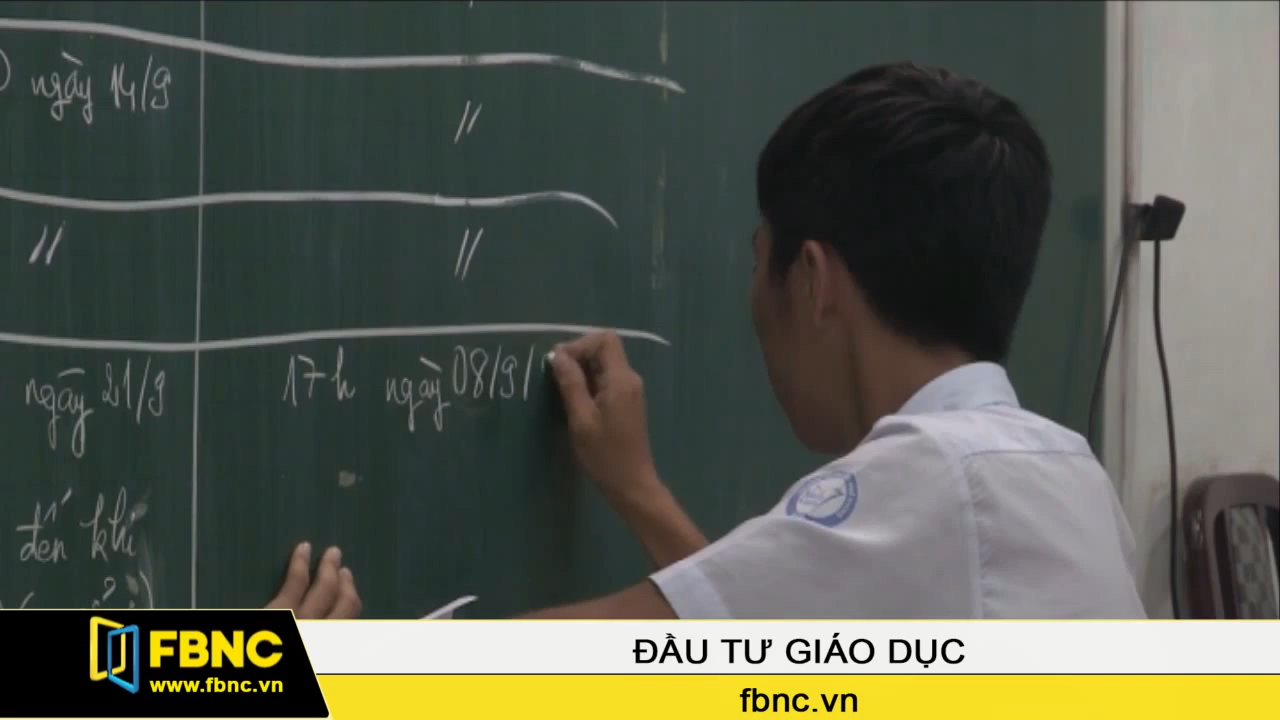 ngày 14/9
"
"
"
ngày 21/9
17h ngày 08/9/
đến khi
FBNC
www.fbnc.vn
ĐẦU TƯ GIÁO DỤC
fbnc.vn